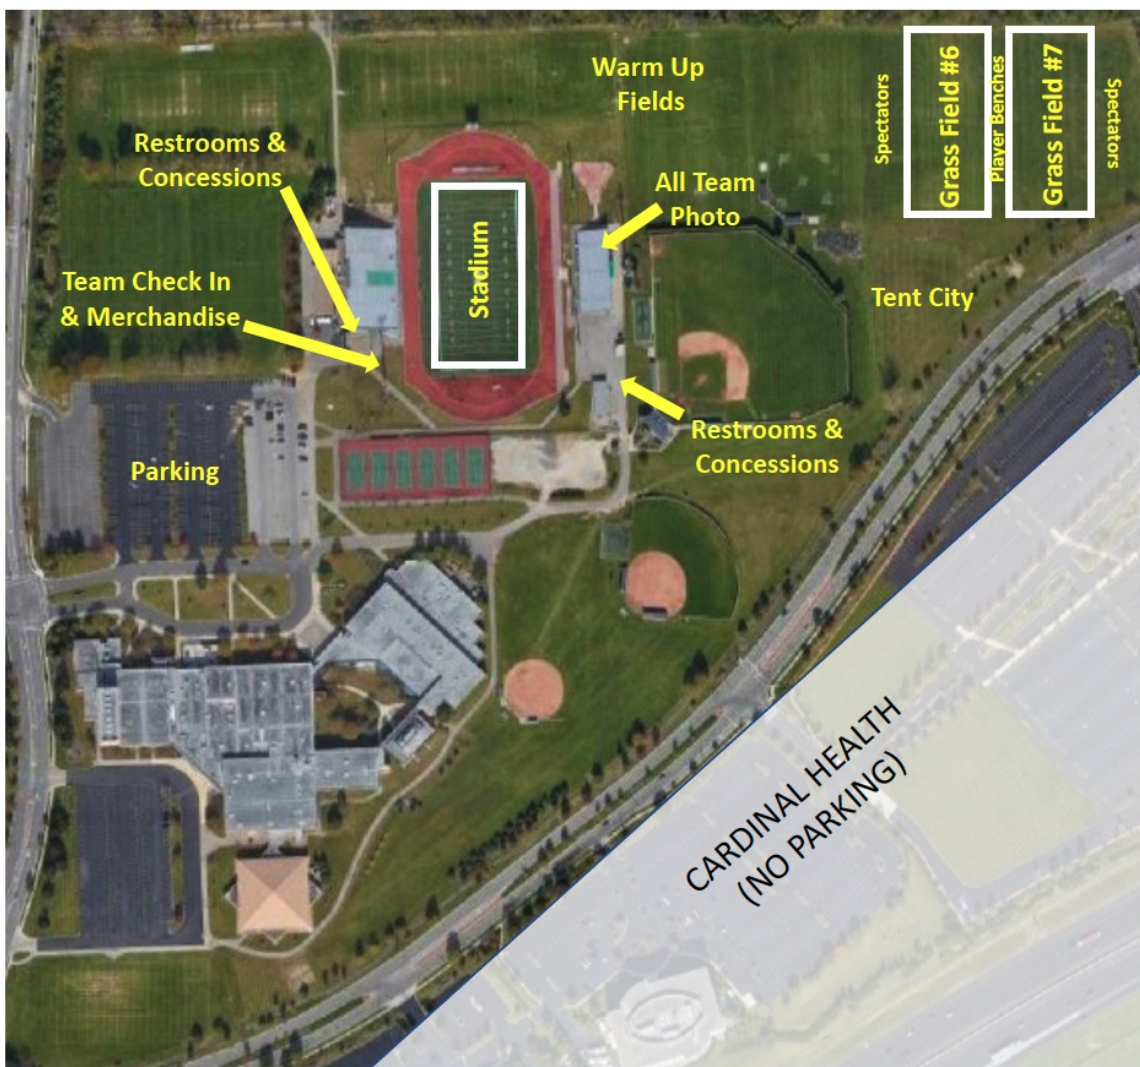 Warm Up
Fields
Spectators
Grass Field #6
Player Benches
Grass Field #7
Spectators
Restrooms &
Concessions
All Team
Photo
Stadium
Team Check In
& Merchandise
Tent City
Restrooms &
Concessions
Parking
CARDINAL HEALTH
(NO PARKING)